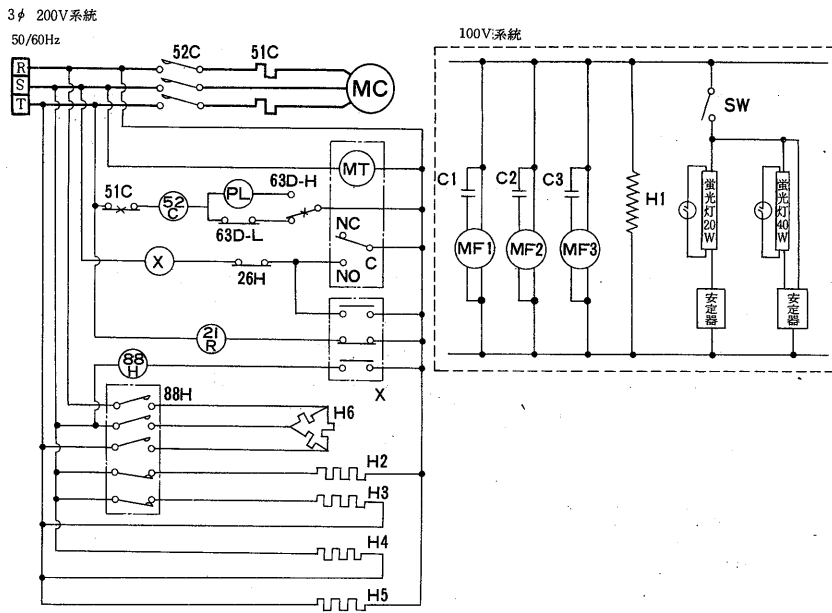 3φ 200V系統
50/60Hz
100V系統
R
S
T
52C
51C
MC
SW
MT
51C
52
C
PL
63D-H
63D-L
NC
C
NO
X
26H
21
R
88
H
X
88H
H6
H2
H3
H4
H5
C1
C2
C3
MF1
MF2
MF3
H1
蛍光灯20W
蛍光灯40W
安定器
安定器